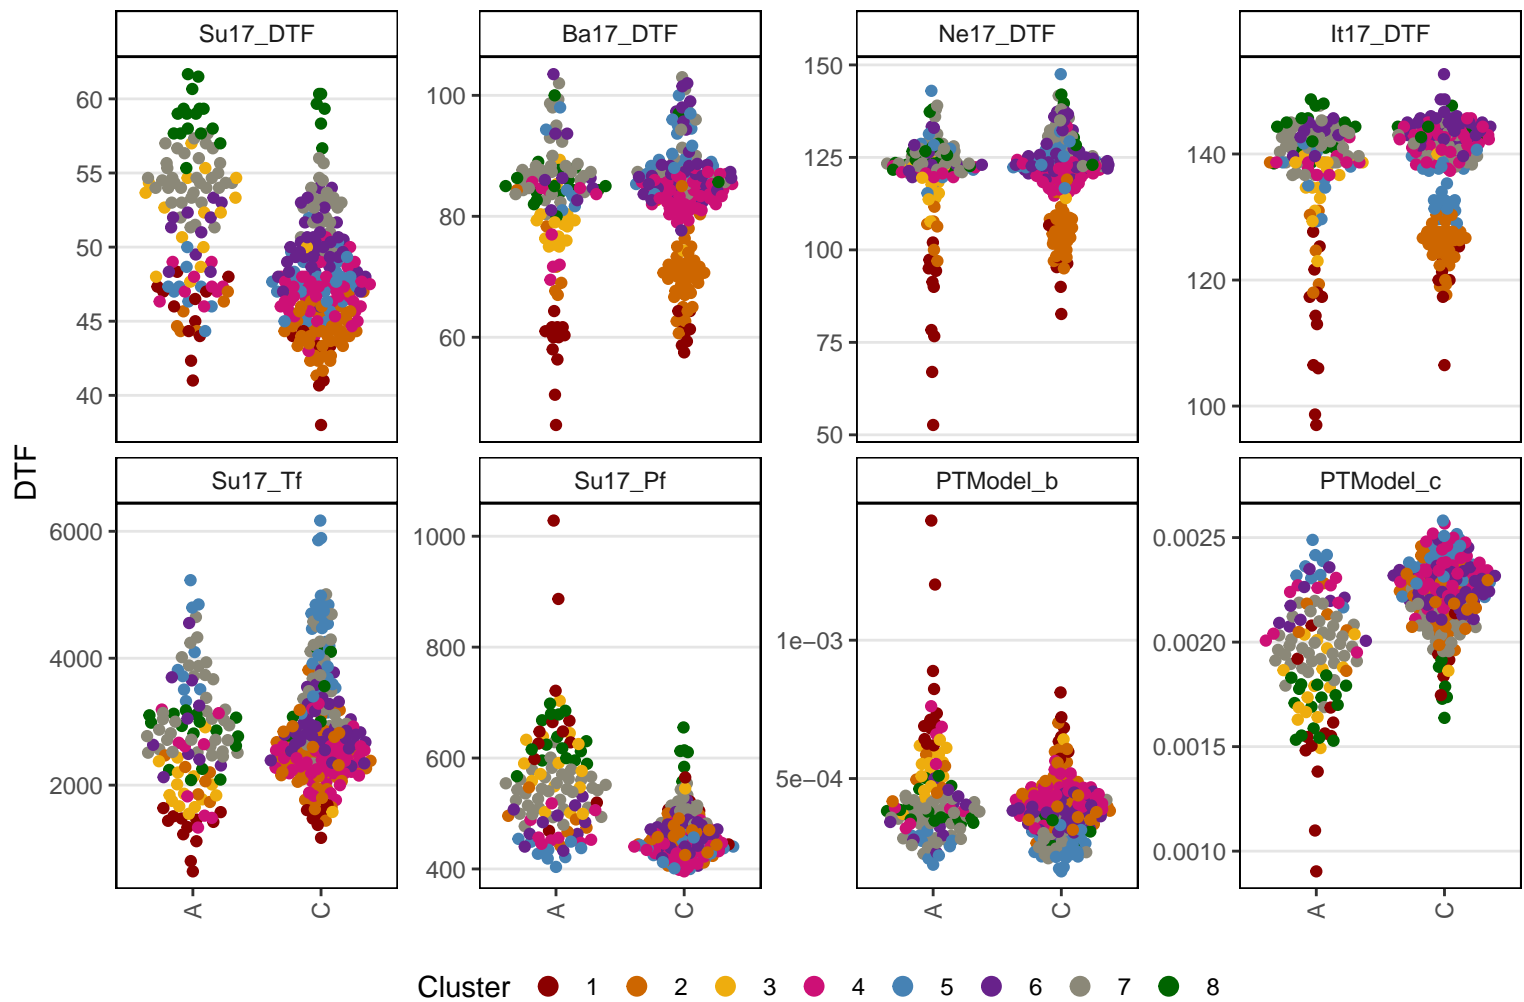 Su17_DTF Ba17_DTF Ne17_DTF It17_DTF
60 55 50 45 40
100 80 60
150 125 100 75 50
140 120 100
DTF
Su17_Tf Su17_Pf PTModel_b PTModel_c
6000 4000 2000
1000 800 600 400
1e−03 5e−04
0.0025 0.0020 0.0015 0.0010
A C A C A C A C
Cluster 1 2 3 4 5 6 7 8